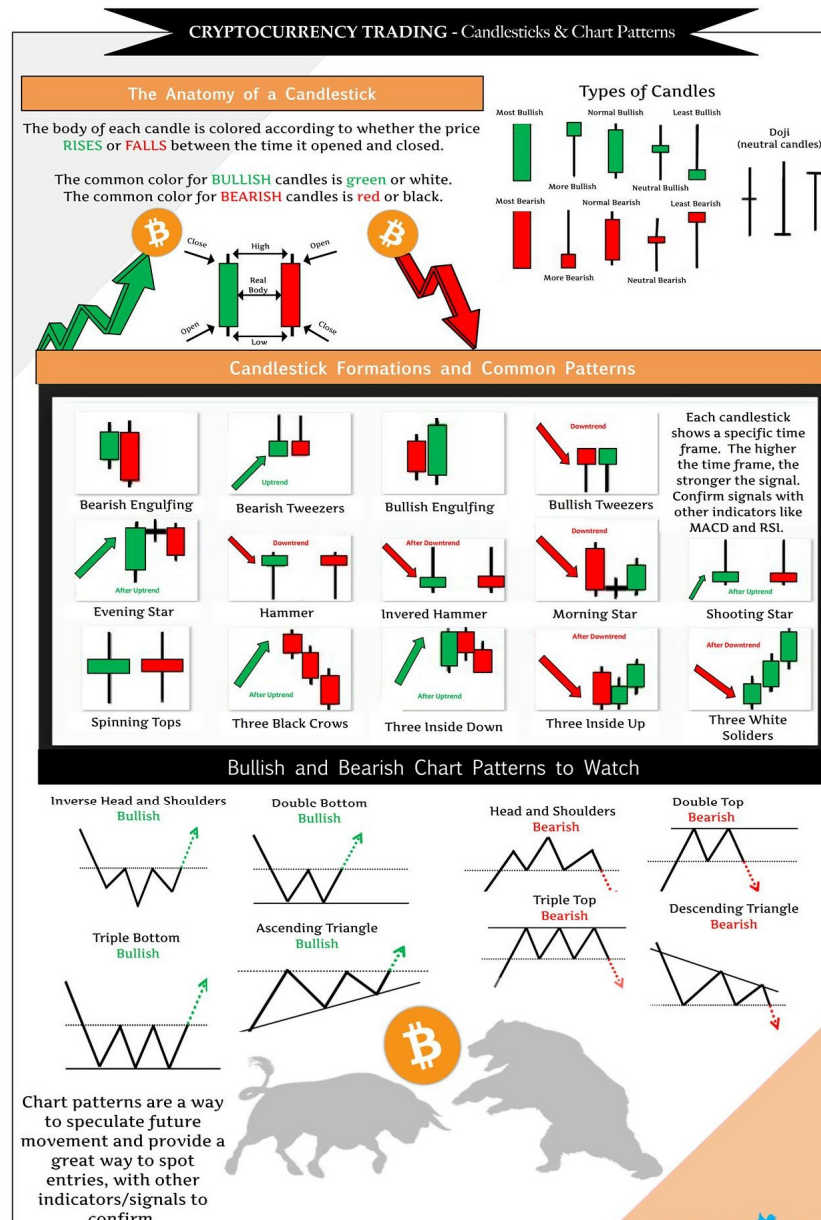 CRYPTOCURRENCY TRADING - Candlesticks & Chart Patterns
The Anatomy of a Candlestick
The body of each candle is colored according to whether the price
RISES or FALLS between the time it opened and closed.
The common color for BULLISH candles is green or white.
The common color for BEARISH candles is red or black.
Close
High
Open
Real
Body
Open
Low
Close
Types of Candles
Most Bullish
Normal Bullish
Least Bullish
More Bullish
Neutral Bullish
Most Bearish
Normal Bearish
Least Bearish
More Bearish
Neutral Bearish
Doji
(neutral candles)
Candlestick Formations and Common Patterns
Bearish Engulfing
Uptrend
Bearish Tweezers
Bullish Engulfing
Downtrend
Bullish Tweezers
Each candlestick
shows a specific time
frame. The higher
the time frame, the
stronger the signal.
Confirm signals with
other indicators like
MACD and RSI.
After Uptrend
Evening Star
Downtrend
Hammer
After Downtrend
Invered Hammer
Downtrend
Morning Star
After Uptrend
Shooting Star
Spinning Tops
After Uptrend
Three Black Crows
After Uptrend
Three Inside Down
After Downtrend
Three Inside Up
After Downtrend
Three White
Soliders
Bullish and Bearish Chart Patterns to Watch
Inverse Head and Shoulders
Bullish
Double Bottom
Bullish
Head and Shoulders
Bearish
Double Top
Bearish
Triple Bottom
Bullish
Ascending Triangle
Bullish
Triple Top
Bearish
Descending Triangle
Bearish
Chart patterns are a way
to speculate future
movement and provide a
great way to spot
entries, with other
indicators/signals to
confirm